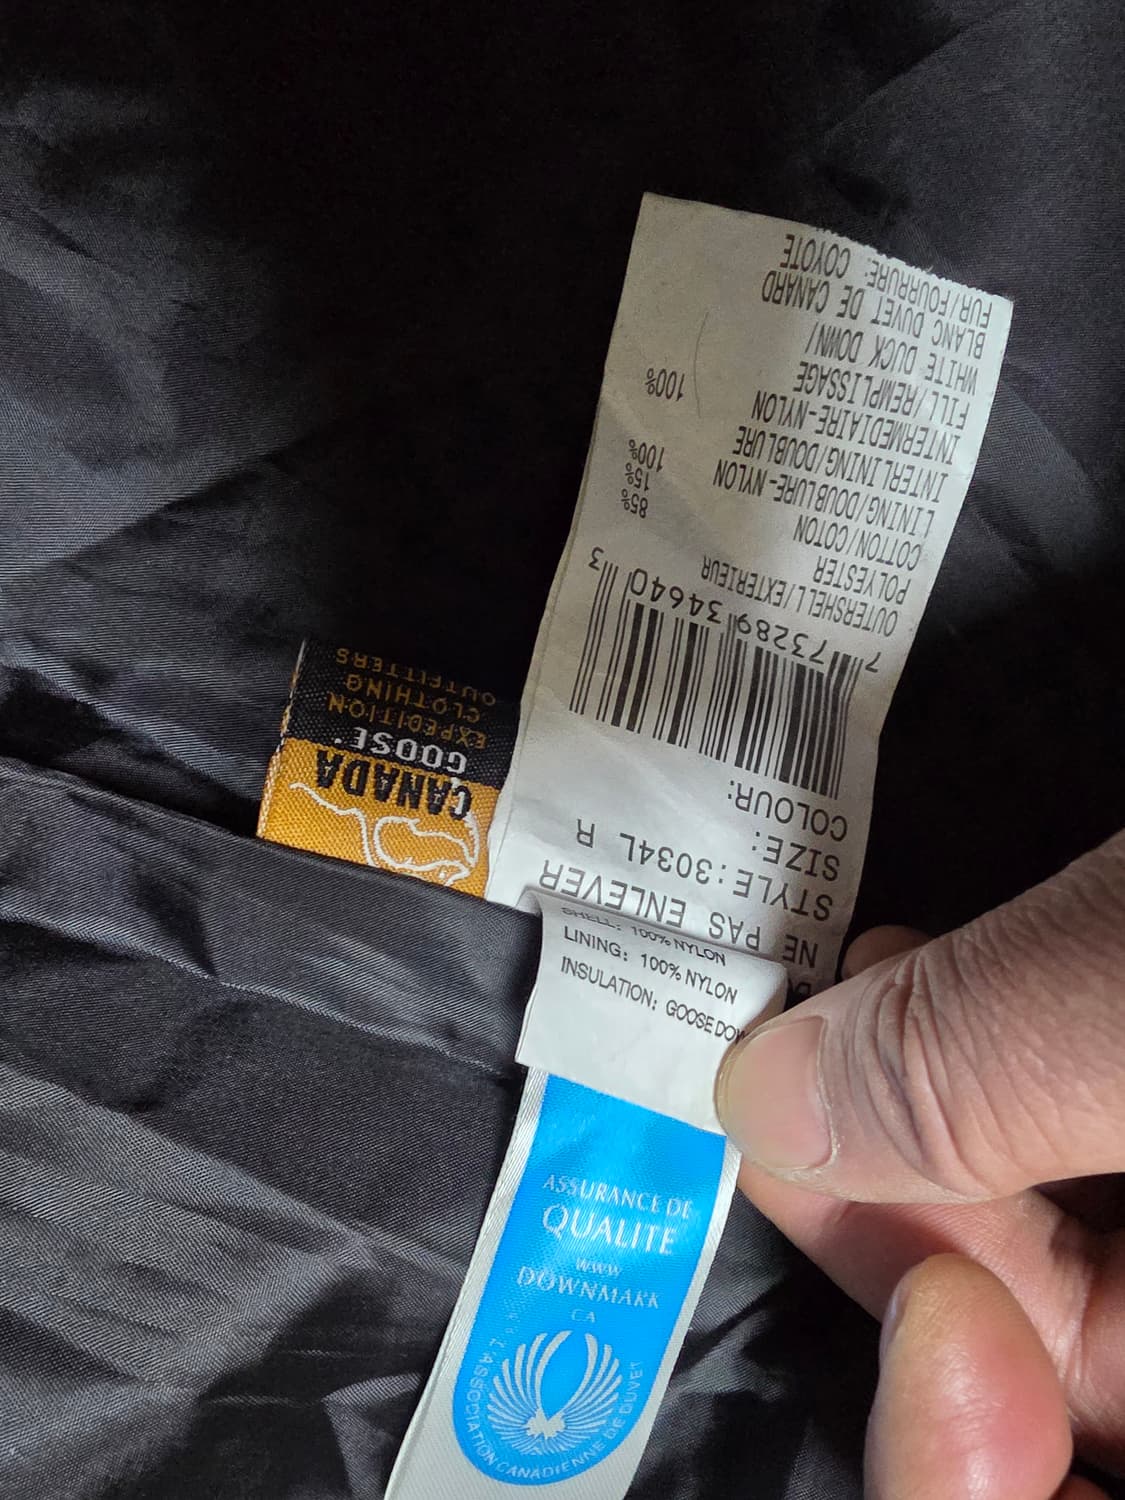 NE PAS ENLEVER
STYLE:3034L R
SIZE:
COLOUR:
7 73289 34640 3
OUTERSHELL/EXTERIEUR
POLYESTER 85%
COTTON/COTON 15%
LINING/DOUBLURE-NYLON 100%
INTERLINING/DOUBLURE
INTERMEDIAIRE-NYLON 100%
FILL/REMPLISSAGE
WHITE DUCK DOWN/
BLANC DUVET DE CANARD
FUR/FOURRURE: COYOTE
CANADA
GOOSE
EXPEDITION
CLOTHING
OUTFITTERS
SHELL: 100% NYLON
LINING: 100% NYLON
INSULATION: GOOSE DOW
ASSURANCE DE
QUALITE
WWW
DOWNMARK
CA
L'ASSOCIATION CANADIENNE DE DUVET